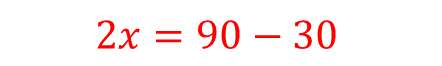 2x = 90 − 30